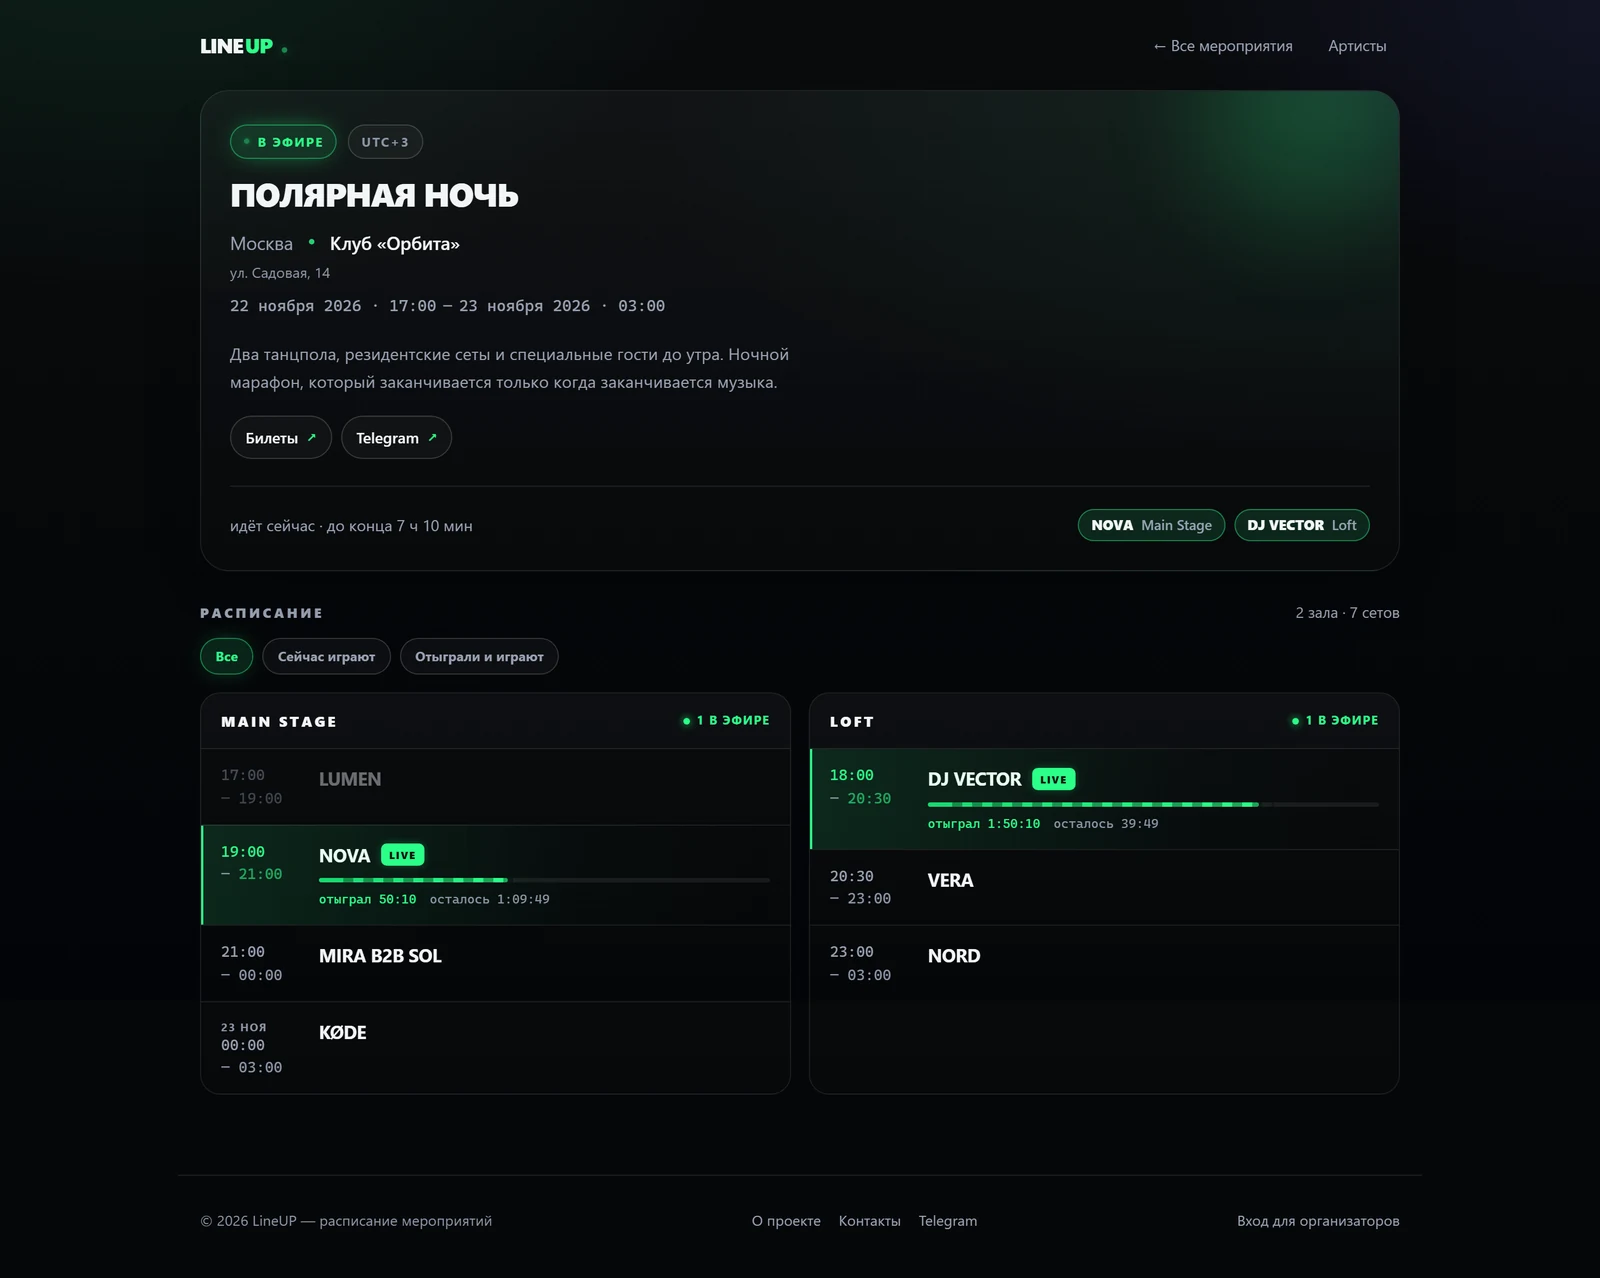 LINEUP
← Все мероприятия Артисты
В ЭФИРЕ UTC+3
ПОЛЯРНАЯ НОЧЬ
Москва • Клуб «Орбита»
ул. Садовая, 14
22 ноября 2026 · 17:00 — 23 ноября 2026 · 03:00
Два танцпола, резидентские сеты и специальные гости до утра. Ночной
марафон, который заканчивается только когда заканчивается музыка.
Билеты ↗ Telegram ↗
идёт сейчас · до конца 7 ч 10 мин
NOVA Main Stage DJ VECTOR Loft
РАСПИСАНИЕ
2 зала · 7 сетов
Все Сейчас играют Отыграли и играют
MAIN STAGE
1 В ЭФИРЕ
17:00
— 19:00
LUMEN
19:00
— 21:00
NOVA LIVE
отыграл 50:10 осталось 1:09:49
21:00
— 00:00
MIRA B2B SOL
23 НОЯ
00:00
— 03:00
KØDE
LOFT
1 В ЭФИРЕ
18:00
— 20:30
DJ VECTOR LIVE
отыграл 1:50:10 осталось 39:49
20:30
— 23:00
VERA
23:00
— 03:00
NORD
© 2026 LineUP — расписание мероприятий
О проекте Контакты Telegram
Вход для организаторов